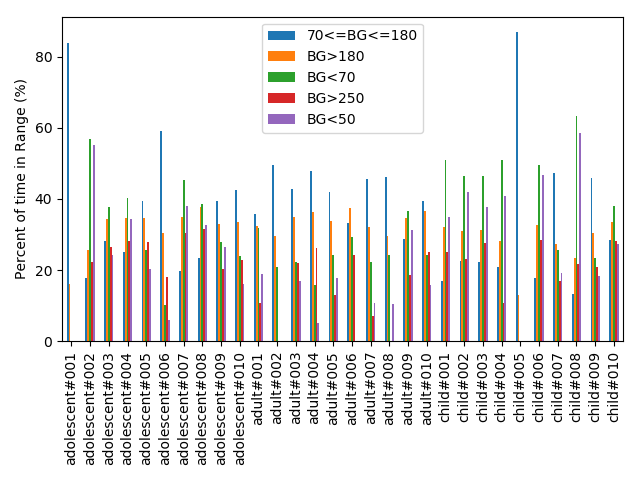 70<=BG<=180
BG>180
BG<70
BG>250
BG<50
Percent of time in Range (%)
80
60
40
20
0
adolescent#001
adolescent#002
adolescent#003
adolescent#004
adolescent#005
adolescent#006
adolescent#007
adolescent#008
adolescent#009
adolescent#010
adult#001
adult#002
adult#003
adult#004
adult#005
adult#006
adult#007
adult#008
adult#009
adult#010
child#001
child#002
child#003
child#004
child#005
child#006
child#007
child#008
child#009
child#010